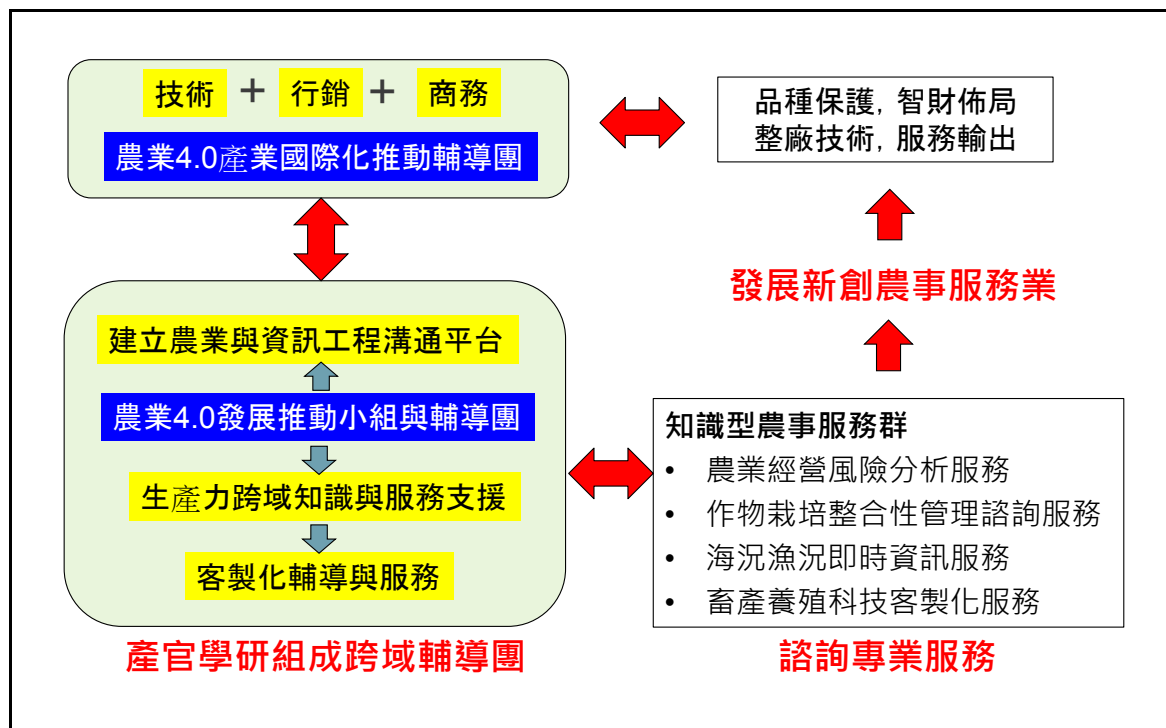 技術 + 行銷 + 商務
農業4.0產業國際化推動輔導團
品種保護, 智財佈局
整廠技術, 服務輸出
發展新創農事服務業
建立農業與資訊工程溝通平台
農業4.0發展推動小組與輔導團
生產力跨域知識與服務支援
客製化輔導與服務
產官學研組成跨域輔導團
知識型農事服務群
• 農業經營風險分析服務
• 作物栽培整合性管理諮詢服務
• 海況漁況即時資訊服務
• 畜產養殖科技客製化服務
諮詢專業服務